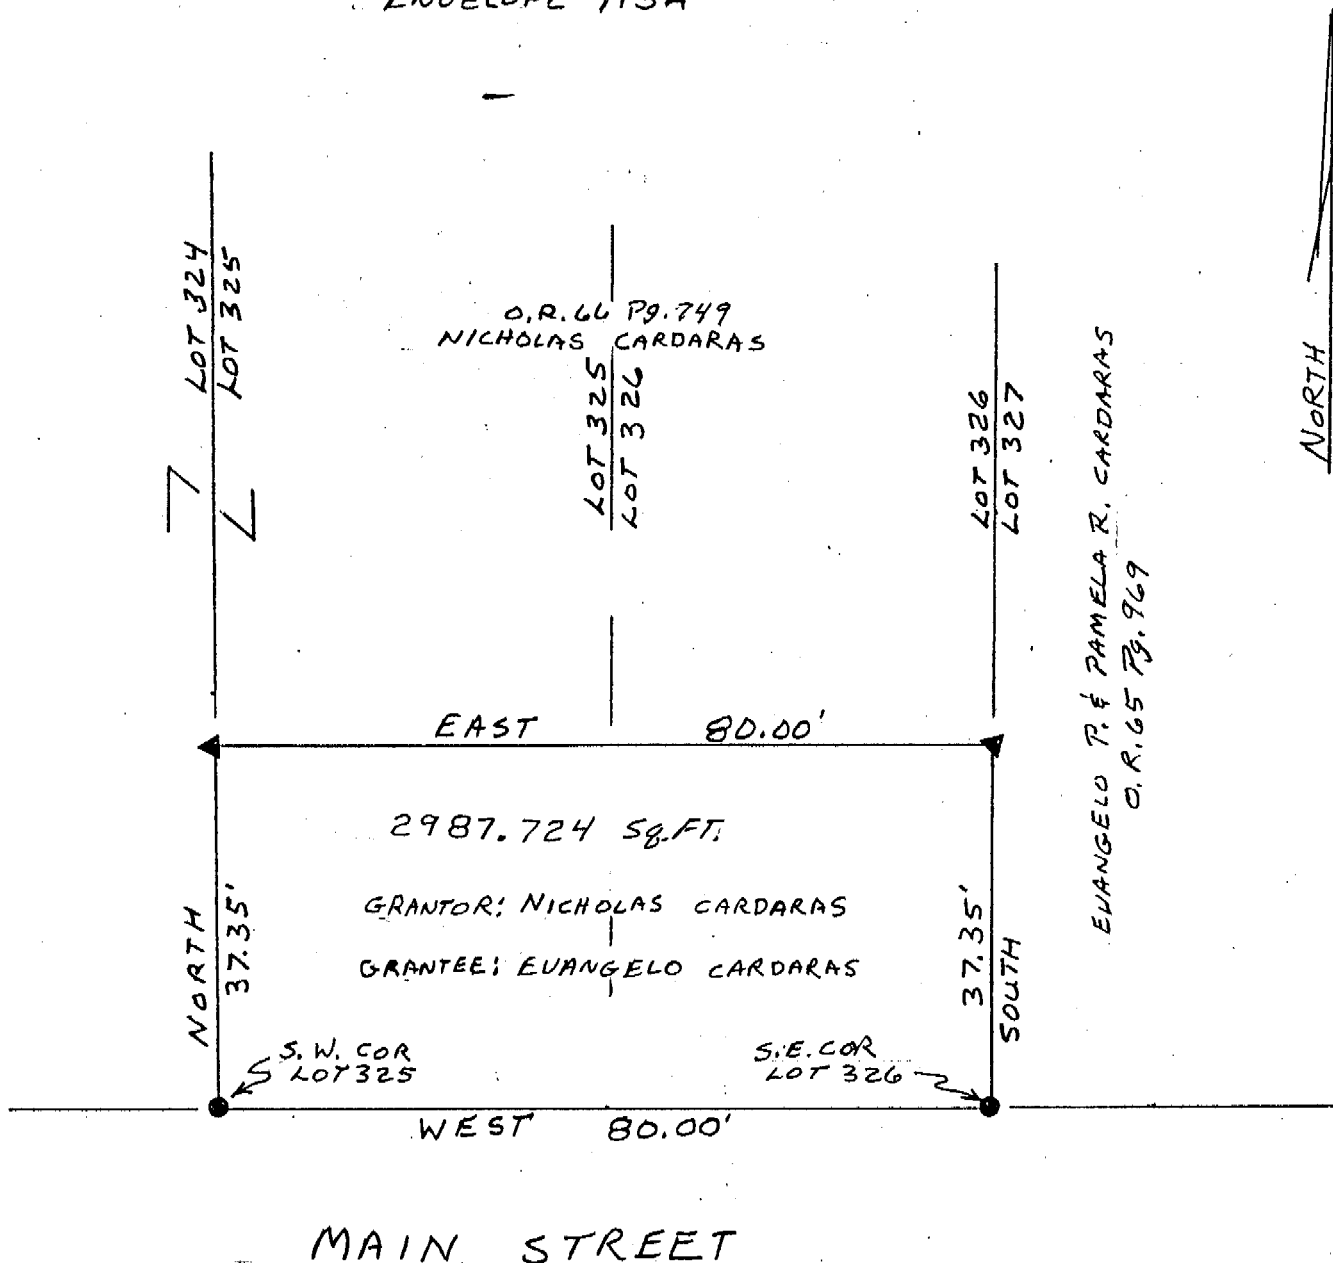 LOT 324
LOT 325
O.R. 66 Pg. 749
NICHOLAS CARDARAS
LOT 325
LOT 326
LOT 326
LOT 327
EVANGELO P. & PAMELA R. CARDARAS
O.R. 65 Pg. 969
NORTH
EAST 80.00'
2987.724 Sq. FT.
GRANTOR: NICHOLAS CARDARAS
GRANTEE: EVANGELO CARDARAS
NORTH
37.35'
37.35'
SOUTH
S. W. COR
LOT 325
S.E. COR
LOT 326
WEST 80.00'
MAIN STREET